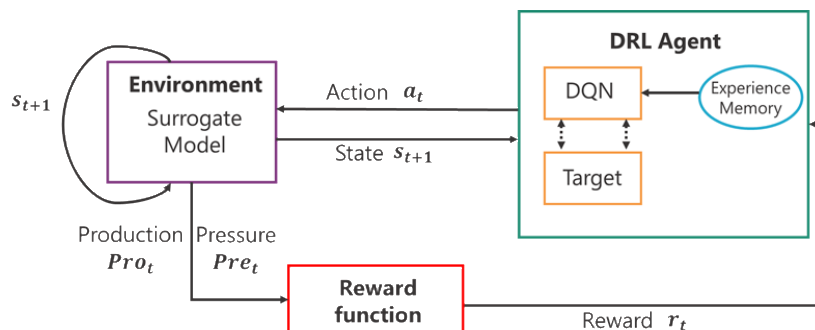 DRL Agent
Environment
Surrogate
Model
s_{t+1}
Action a_t
State s_{t+1}
DQN
Experience
Memory
Target
Production
Pro_t
Pressure
Pre_t
Reward
function
Reward r_t